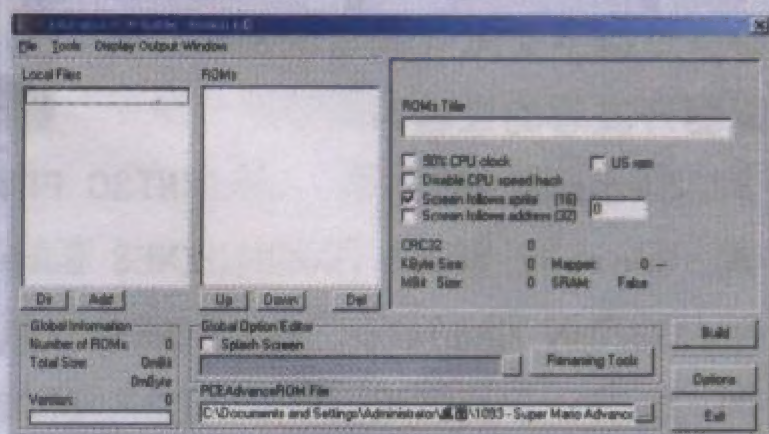 File Tools Display Output Window
Local Files
ROMs
ROMs Title
50% CPU clock
US rom
Disable CPU speed hack
Screen follows sprite (16)
0
Screen follows address (32)
CRC32 0
KByte Size: 0 Mapper: 0 --
MBit Size: 0 SRAM: False
Dir Add Up Down Del
Global Information
Number of ROMs: 0
Total Size: 0mBit
0mByte
Version: 0
Global Option Editor
Splash Screen
Renaming Tools
PCEAdvanceROM File
C:\Documents and Settings\Administrator\桌面\1093 - Super Mario Advance
Build
Options
Exit